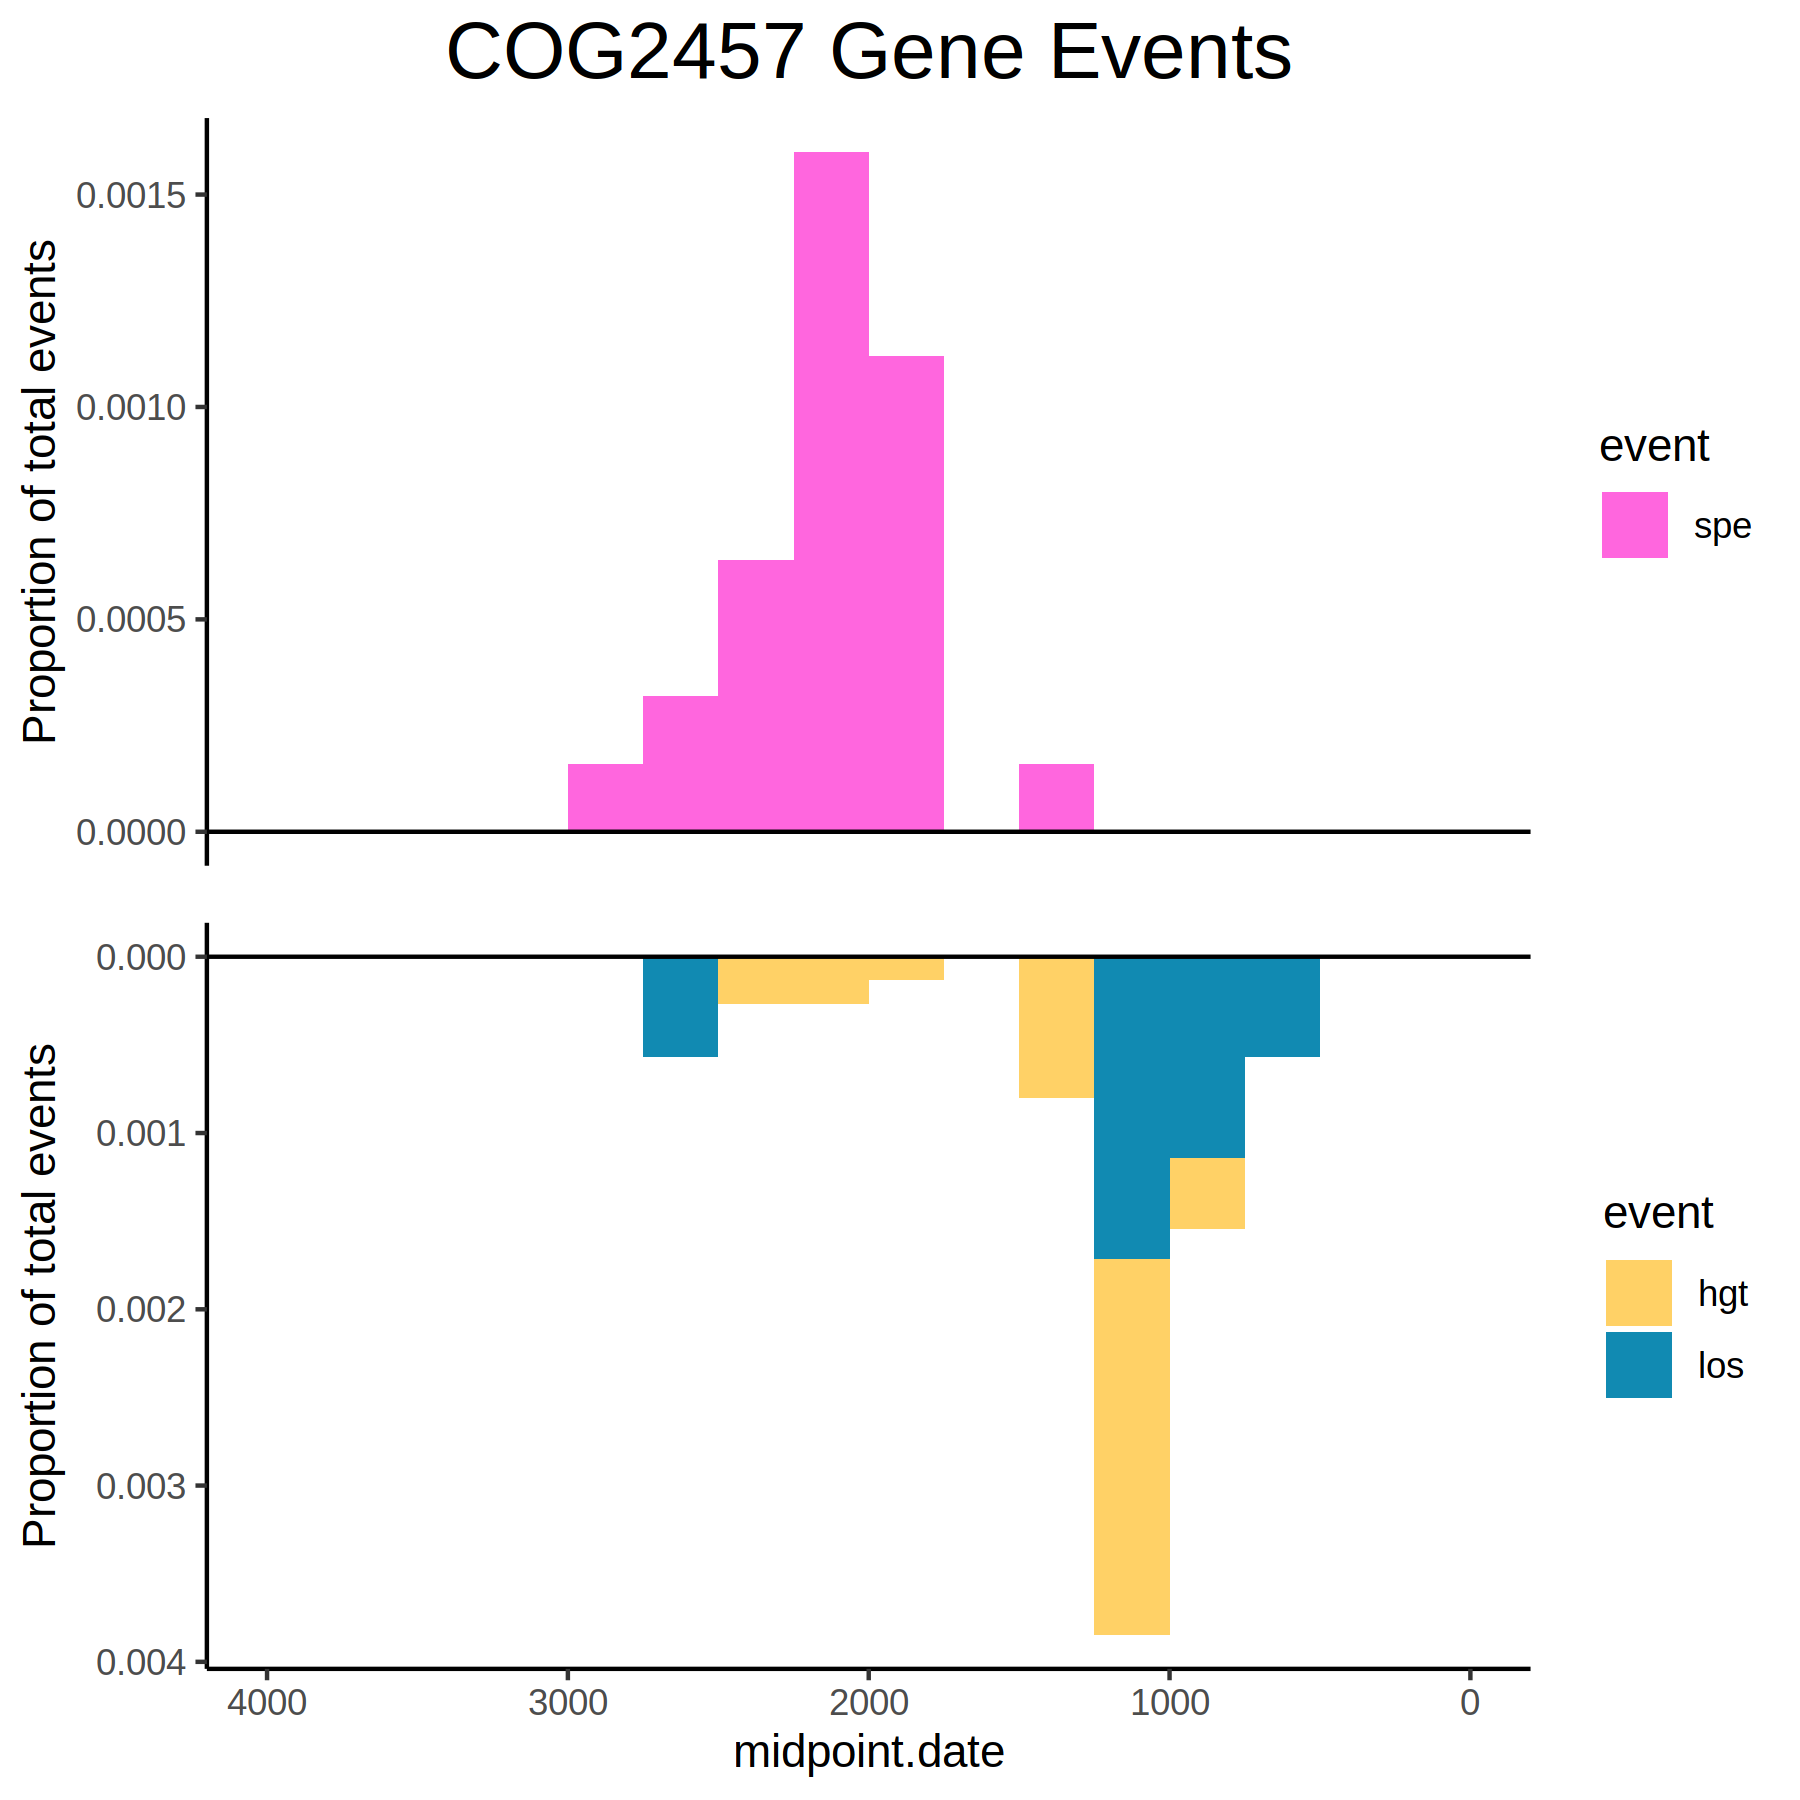 COG2457 Gene Events
Proportion of total events
0.0015
0.0010
0.0005
0.0000
event
spe
Proportion of total events
0.000
0.001
0.002
0.003
0.004
event
hgt
los
4000 3000 2000 1000 0
midpoint.date